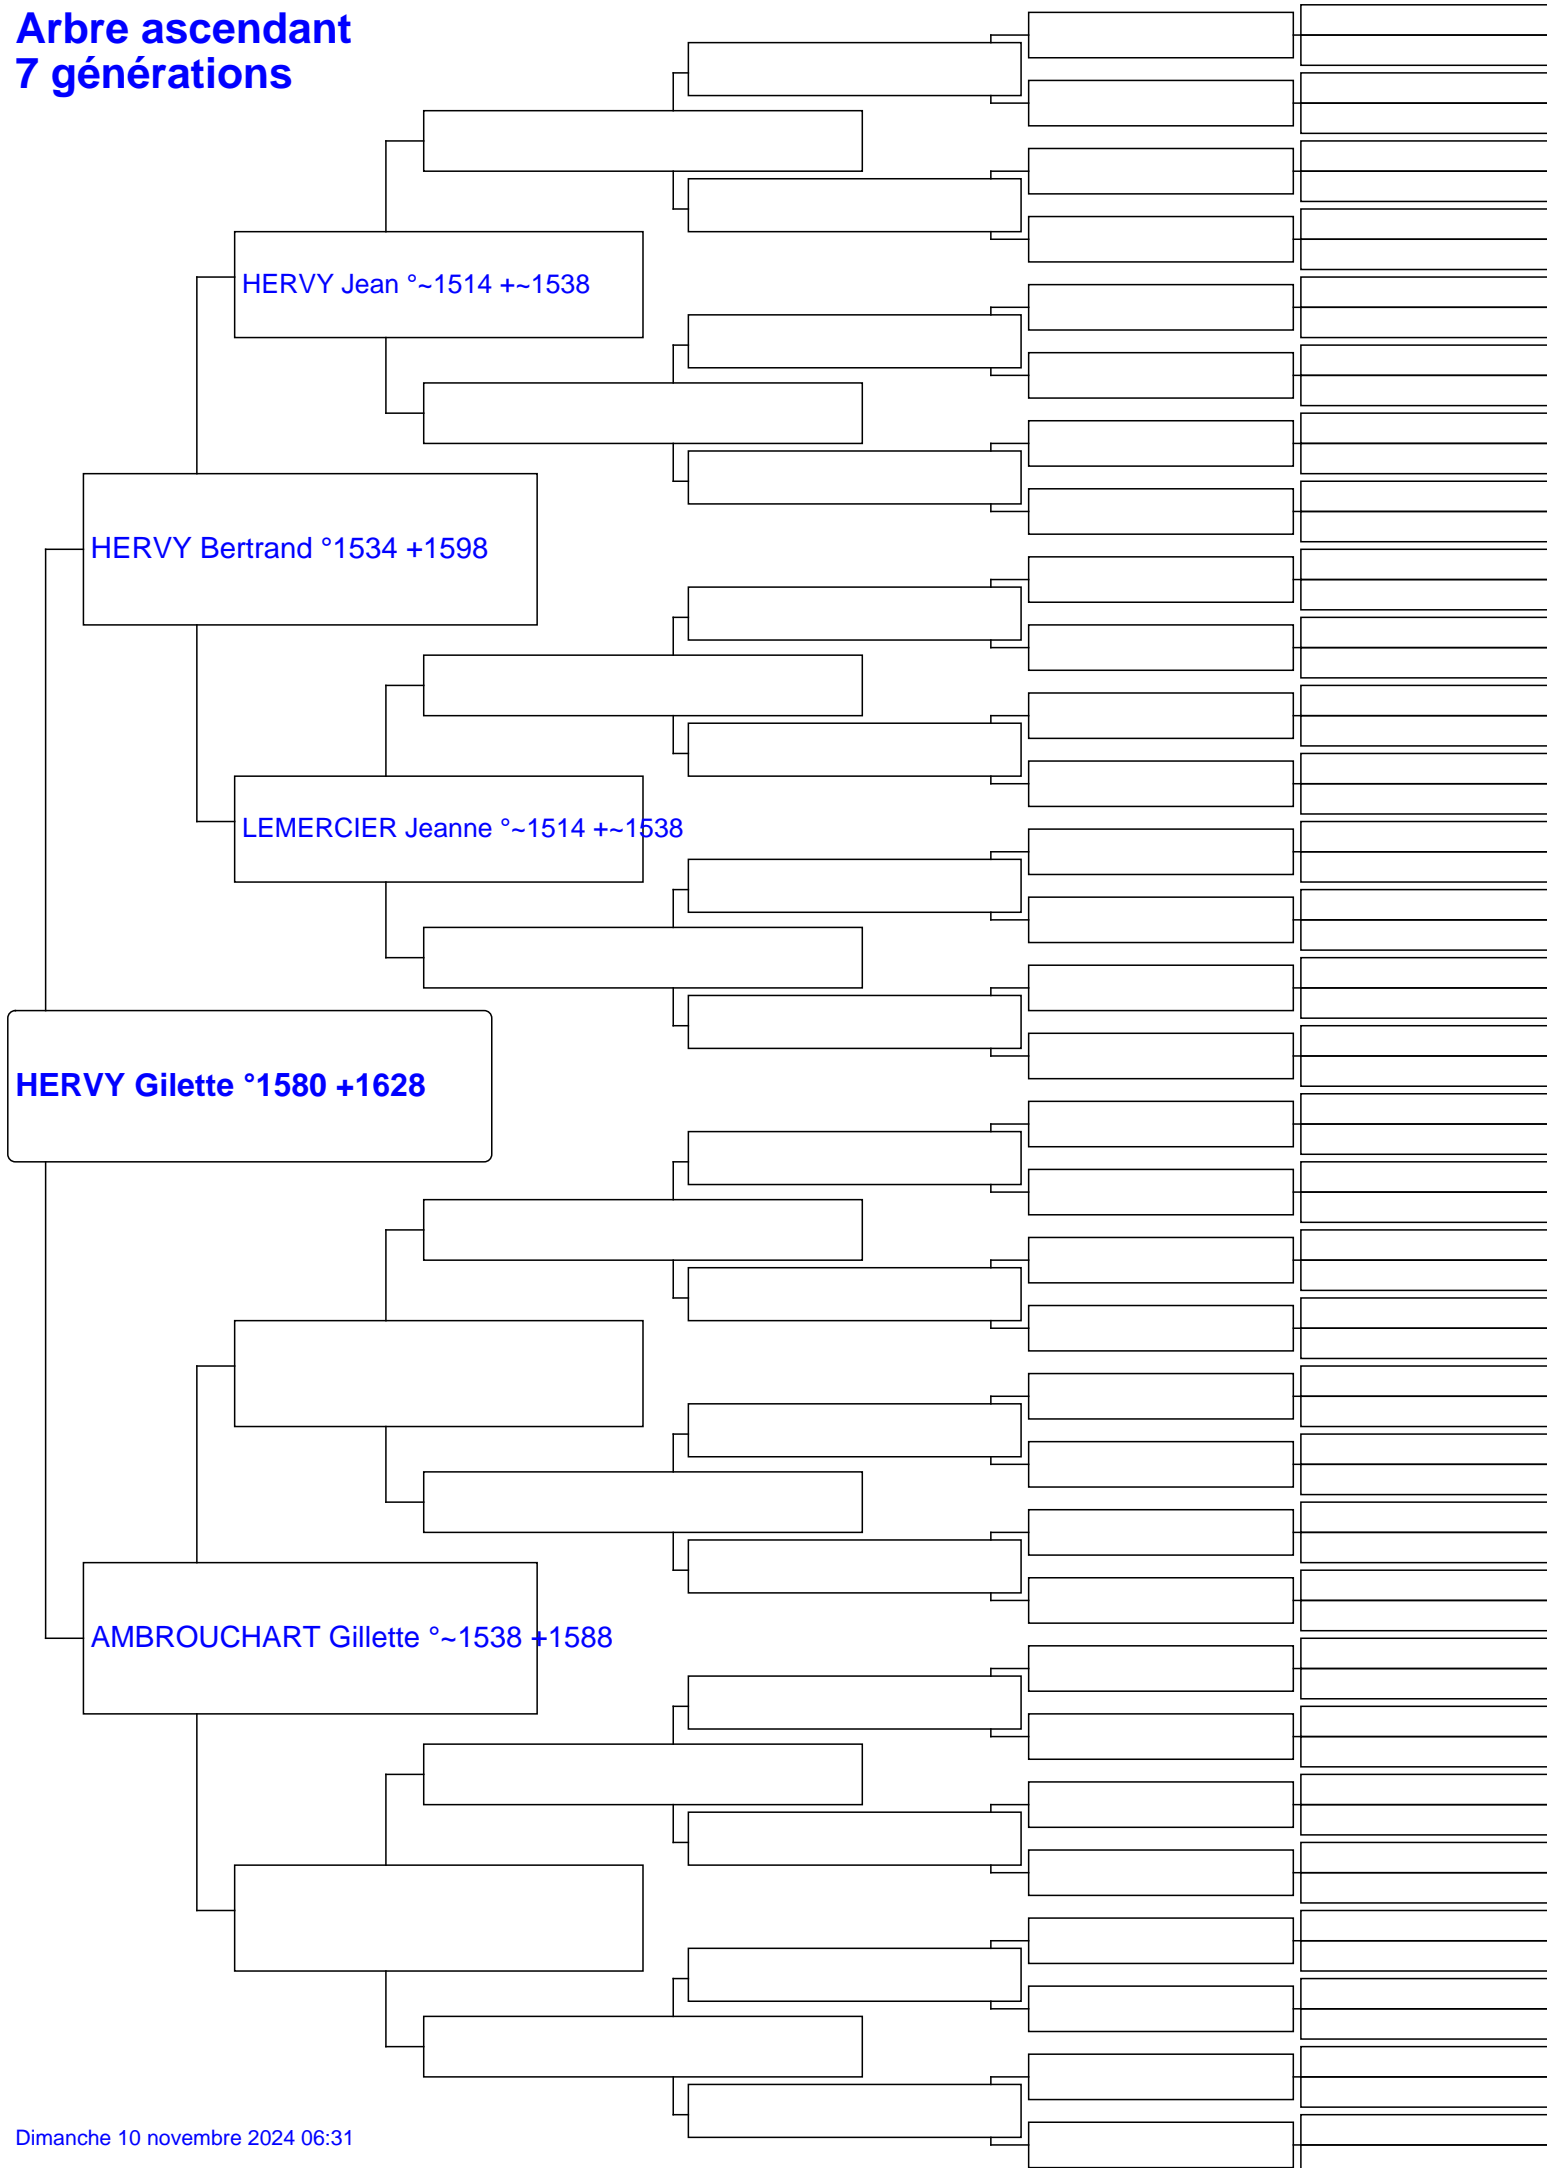 Arbre ascendant
7 générations
HERVY Jean °~1514 +~1538
HERVY Bertrand °1534 +1598
LEMERCIER Jeanne °~1514 +~1538
HERVY Gilette °1580 +1628
AMBROUCHART Gillette °~1538 +1588
Dimanche 10 novembre 2024 06:31